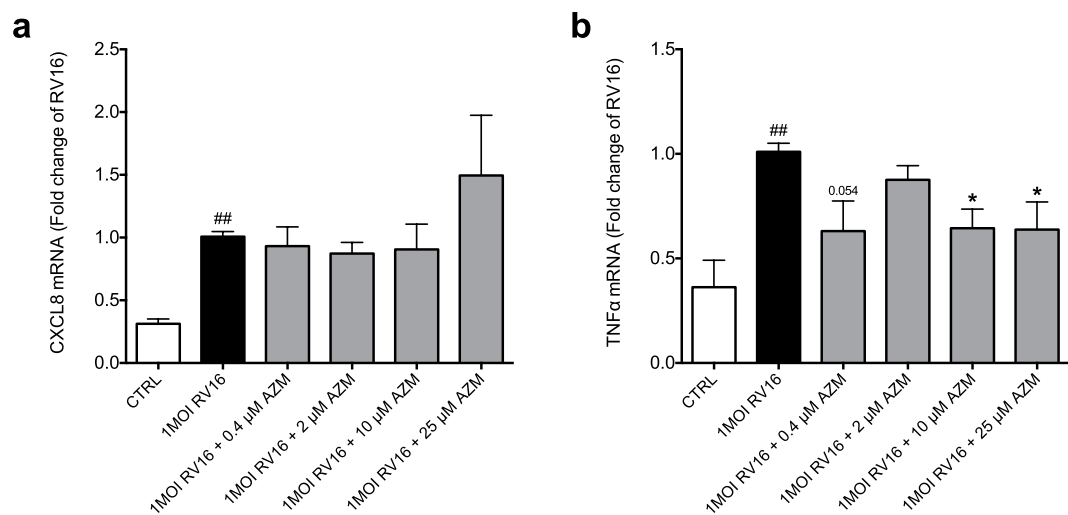 a
CXCL8 mRNA (Fold change of RV16)
2.5
2.0
1.5
1.0
0.5
0.0
##
CTRL
1MOI RV16
1MOI RV16 + 0.4 µM AZM
1MOI RV16 + 2 µM AZM
1MOI RV16 + 10 µM AZM
1MOI RV16 + 25 µM AZM
b
TNFα mRNA (Fold change of RV16)
1.5
1.0
0.5
0.0
##
0.054
*
*
CTRL
1MOI RV16
1MOI RV16 + 0.4 µM AZM
1MOI RV16 + 2 µM AZM
1MOI RV16 + 10 µM AZM
1MOI RV16 + 25 µM AZM